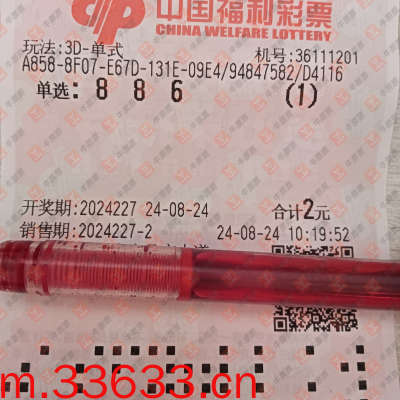 中国福利彩票
CHINA WELFARE LOTTERY
玩法:3D-单式 机号:36111201
A858-8F07-E67D-131E-09E4/94847582/D4116
单选: 8 8 6 (1)
开奖期:2024227 24-08-24 合计2元
销售期:2024227-2 24-08-24 10:19:52
m.33633.cn